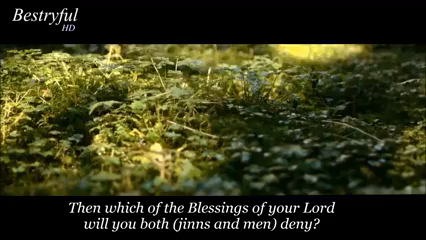 Bestryful
HD
Then which of the Blessings of your Lord
will you both (jinns and men) deny?